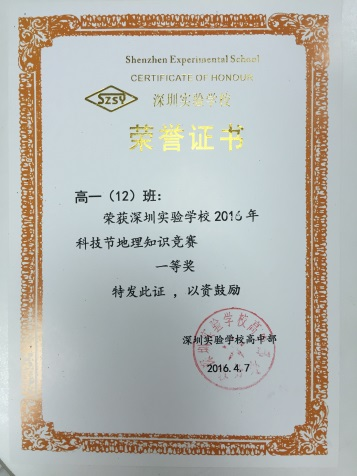 Shenzhen Experimental School
CERTIFICATE OF HONOUR
SZSY
深圳实验学校
荣誉证书
高一（12）班：
荣获深圳实验学校2016年
科技节地理知识竞赛
一等奖
特发此证，以资鼓励
深圳实验学校高中部
2016.4.7